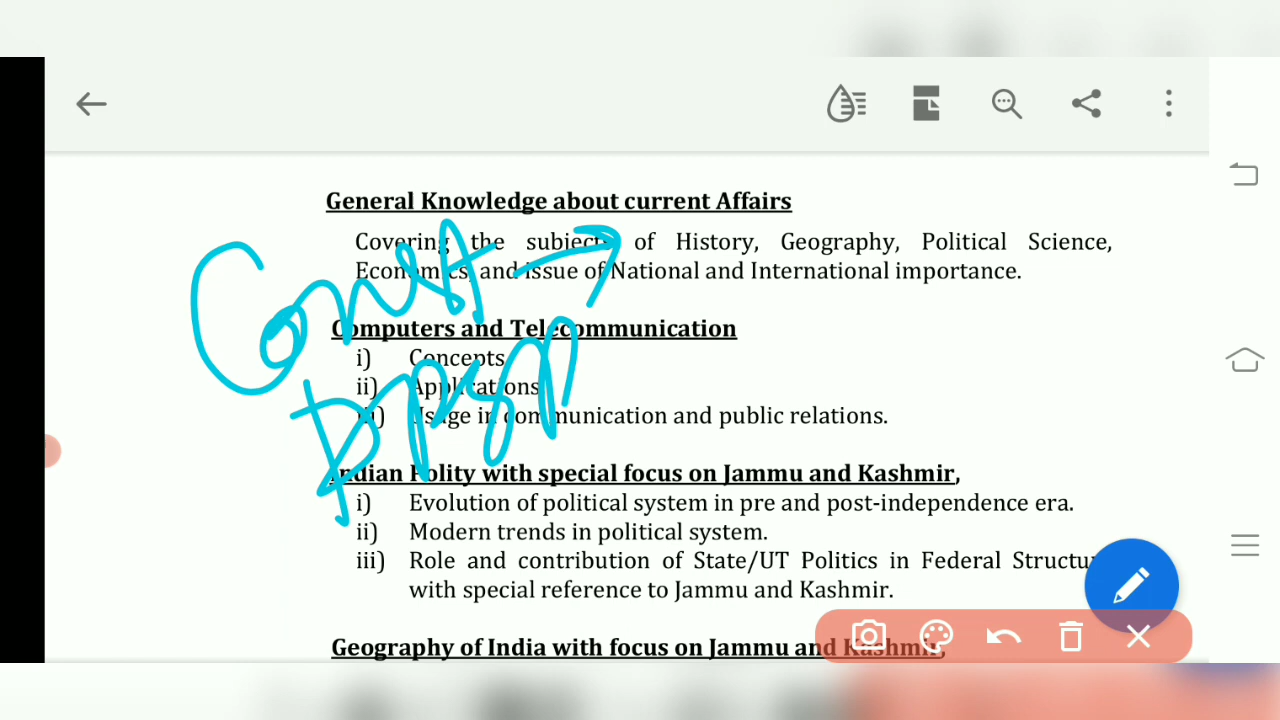 General Knowledge about current Affairs
Covering the subjects of History, Geography, Political Science,
Economics, and issue of National and International importance.
Const →
Computers and Telecommunication
i) Concepts
ii) Applications
iii) Usage in communication and public relations.
DPSP
Indian Polity with special focus on Jammu and Kashmir,
i) Evolution of political system in pre and post-independence era.
ii) Modern trends in political system.
iii) Role and contribution of State/UT Politics in Federal Structu
with special reference to Jammu and Kashmir.
Geography of India with focus on Jammu and Kashmir,